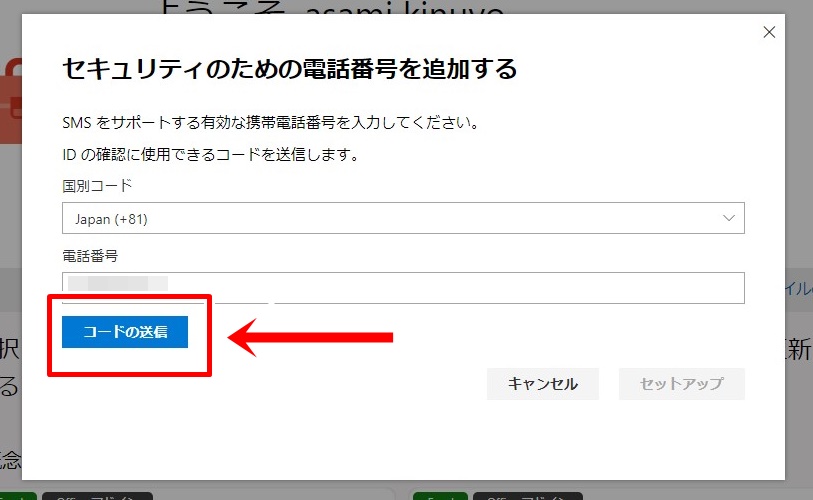 ようこそ, asami kinuyo
セキュリティのための電話番号を追加する
SMS をサポートする有効な携帯電話番号を入力してください。
ID の確認に使用できるコードを送信します。
国別コード
Japan (+81)
電話番号
コードの送信
キャンセル
セットアップ
択
更新
る
念